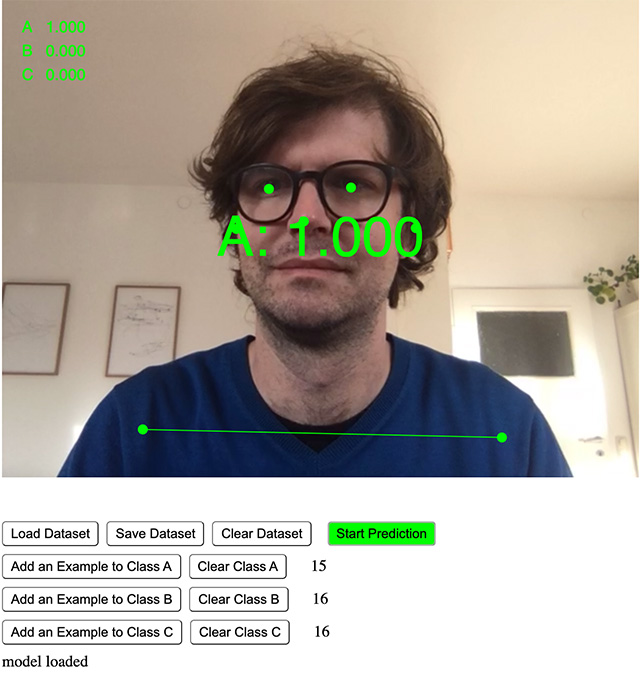 A 1.000
B 0.000
C 0.000
A: 1.000
Load Dataset Save Dataset Clear Dataset Start Prediction
Add an Example to Class A Clear Class A 15
Add an Example to Class B Clear Class B 16
Add an Example to Class C Clear Class C 16
model loaded